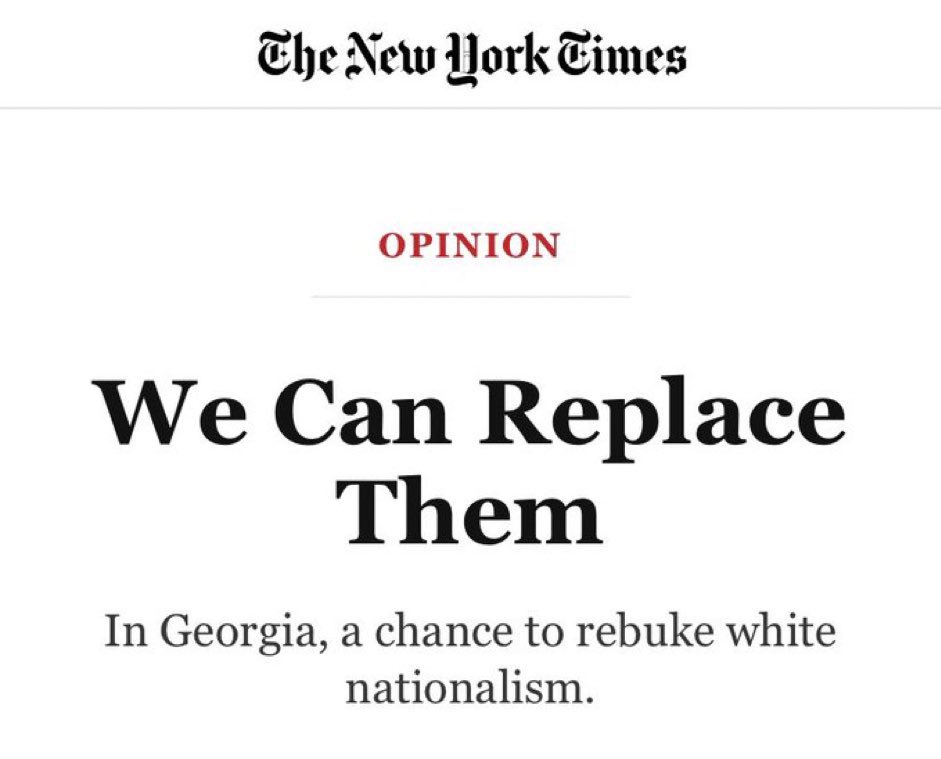 The New York Times
OPINION
We Can Replace
Them
In Georgia, a chance to rebuke white
nationalism.